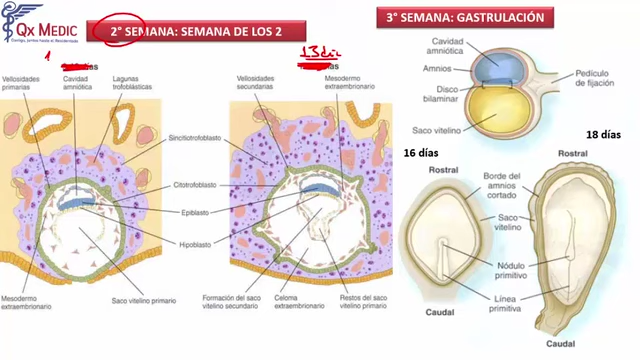 QX MEDIC
2° SEMANA: SEMANA DE LOS 2
3° SEMANA: GASTRULACIÓN
1
13 dias
Vellosidades
primarias
Cavidad
amniótica
Lagunas
trofoblásticas
Vellosidades
secundarias
Mesodermo
extraembrionario
Sincitiotrofoblasto
Citotrofoblasto
Epiblasto
Hipoblasto
Mesodermo
extraembrionario
Saco vitelino primario
Formación del saco
vitelino secundario
Celoma
extraembrionario
Restos del saco
vitelino primario
Cavidad
amniótica
Amnios
Disco
bilaminar
Saco vitelino
Pedículo
de fijación
16 días
18 días
Rostral
Rostral
Borde del
amnios
cortado
Saco
vitelino
Nódulo
primitivo
Línea
primitiva
Caudal
Caudal